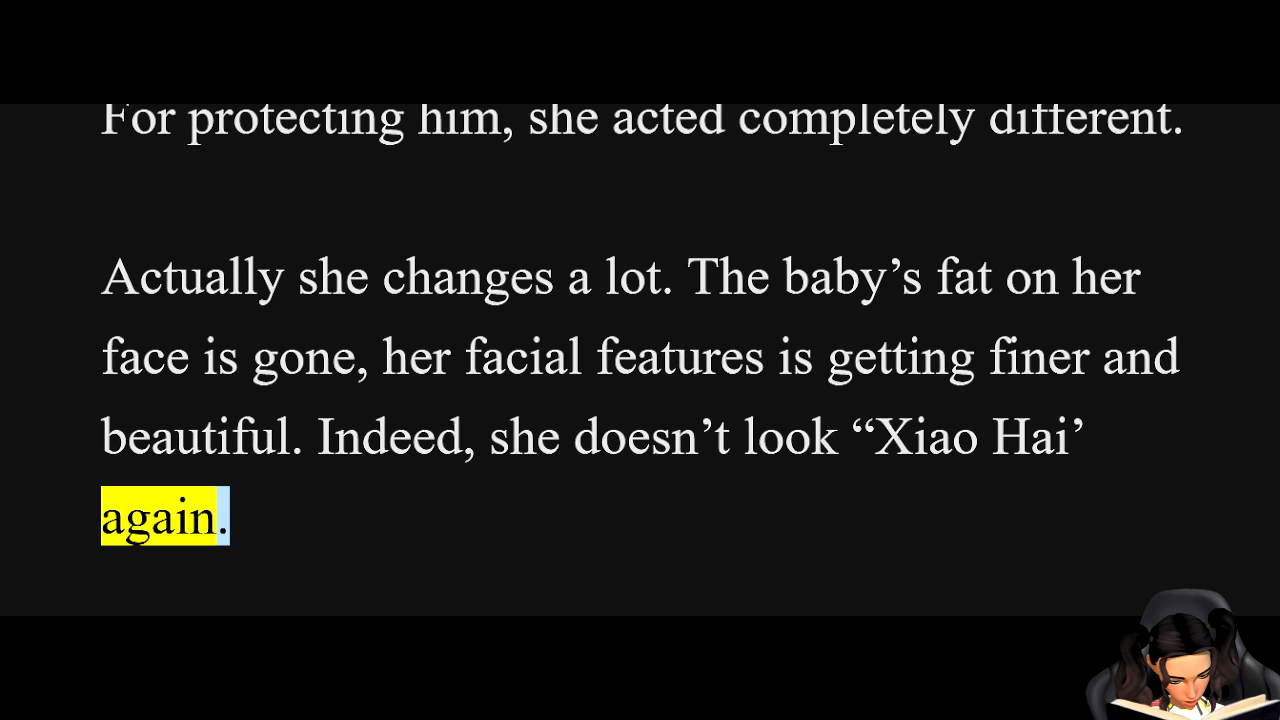 For protecting him, she acted completely different.
Actually she changes a lot. The baby’s fat on her
face is gone, her facial features is getting finer and
beautiful. Indeed, she doesn’t look “Xiao Hai’
again.